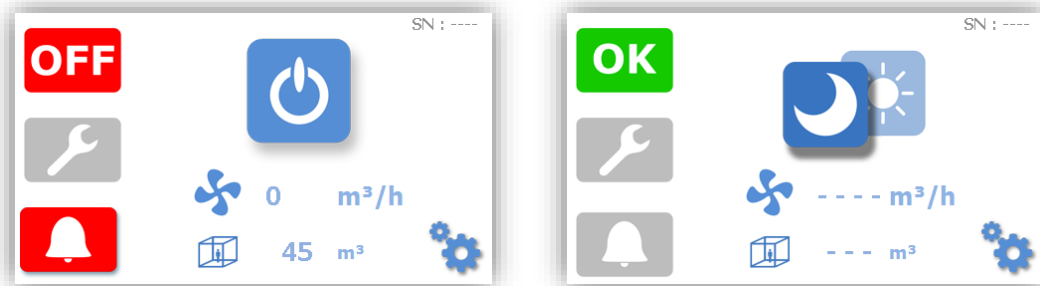 SN : ----
OFF
0 m³/h
45 m³
SN : ----
OK
- - - - m³/h
- - - m³